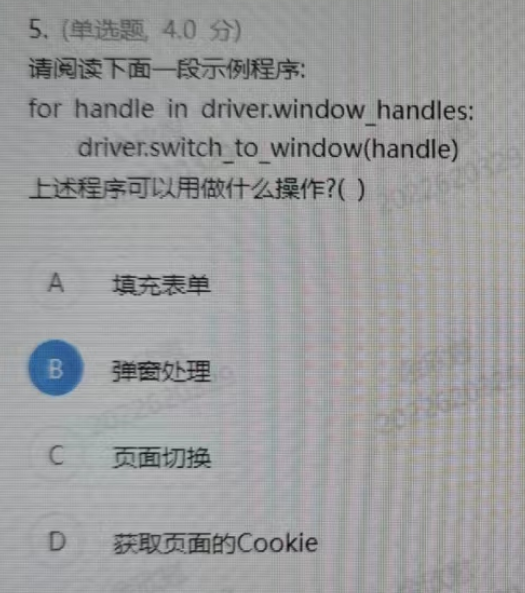 5. (单选题, 4.0 分)
请阅读下面一段示例程序:
for handle in driver.window_handles:
driver.switch_to_window(handle)
上述程序可以用做什么操作?( )
A 填充表单
B 弹窗处理
C 页面切换
D 获取页面的Cookie